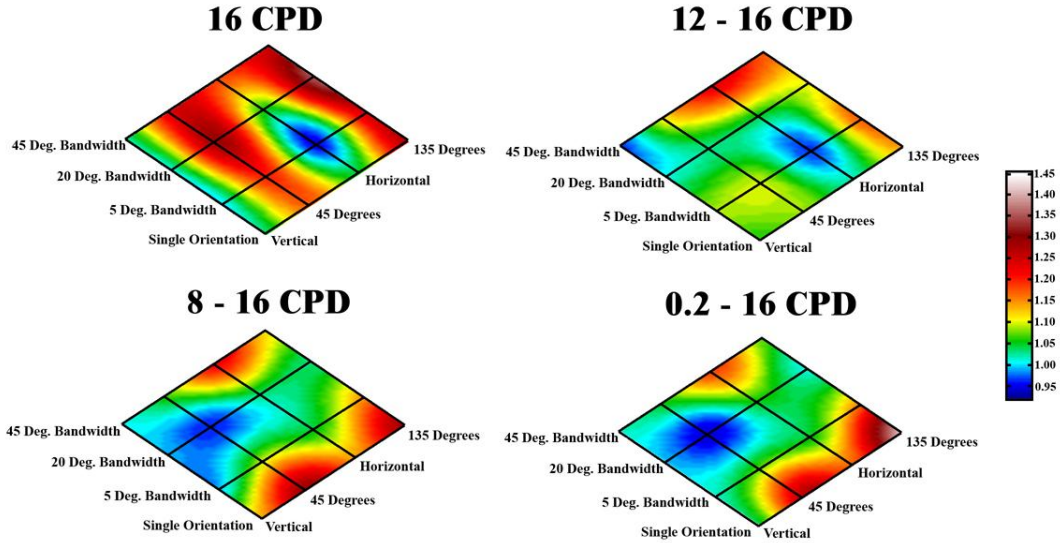 16 CPD
45 Deg. Bandwidth
20 Deg. Bandwidth
5 Deg. Bandwidth
Single Orientation
Vertical
45 Degrees
Horizontal
135 Degrees
12 - 16 CPD
45 Deg. Bandwidth
20 Deg. Bandwidth
5 Deg. Bandwidth
Single Orientation
Vertical
45 Degrees
Horizontal
135 Degrees
1.45
1.40
1.35
1.30
1.25
1.20
1.15
1.10
1.05
1.00
0.95
8 - 16 CPD
45 Deg. Bandwidth
20 Deg. Bandwidth
5 Deg. Bandwidth
Single Orientation
Vertical
45 Degrees
Horizontal
135 Degrees
0.2 - 16 CPD
45 Deg. Bandwidth
20 Deg. Bandwidth
5 Deg. Bandwidth
Single Orientation
Vertical
45 Degrees
Horizontal
135 Degrees